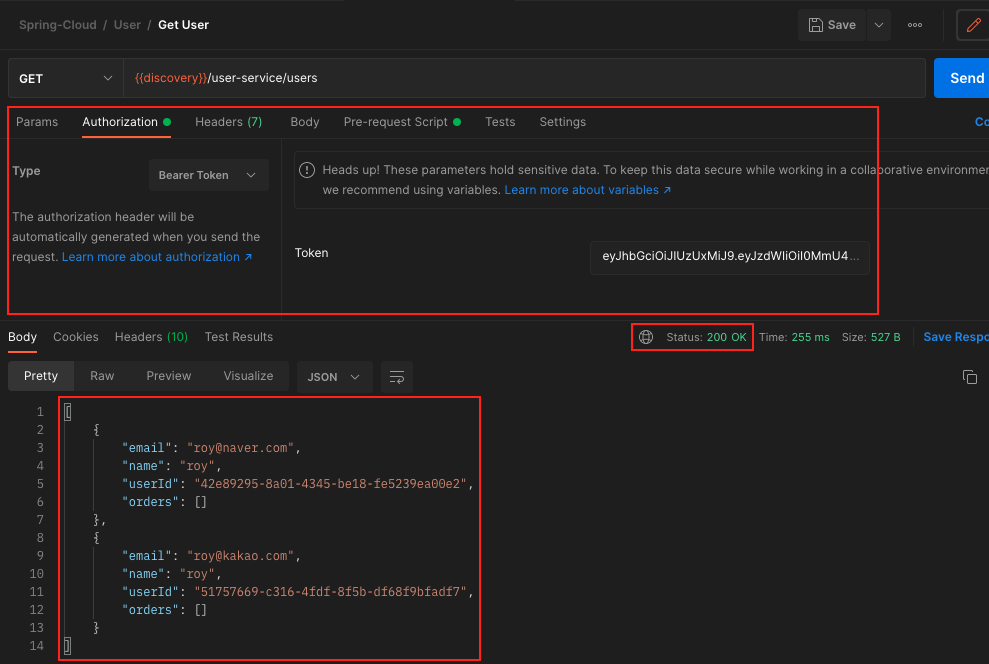 Spring-Cloud / User / Get User
Save
GET
{{discovery}}/user-service/users
Send
Params Authorization Headers (7) Body Pre-request Script Tests Settings
Type
Bearer Token
Heads up! These parameters hold sensitive data. To keep this data secure while working in a collaborative environmen
we recommend using variables. Learn more about variables ↗
The authorization header will be
automatically generated when you send the
request. Learn more about authorization ↗
Token
eyJhbGciOiJIUzUxMiJ9.eyJzdWIiOiI0MmU4...
Body Cookies Headers (10) Test Results
Status: 200 OK Time: 255 ms Size: 527 B Save Respo
Pretty Raw Preview Visualize JSON
1 [
2 {
3 "email": "roy@naver.com",
4 "name": "roy",
5 "userId": "42e89295-8a01-4345-be18-fe5239ea00e2",
6 "orders": []
7 },
8 {
9 "email": "roy@kakao.com",
10 "name": "roy",
11 "userId": "51757669-c316-4fdf-8f5b-df68f9bfadf7",
12 "orders": []
13 }
14 ]